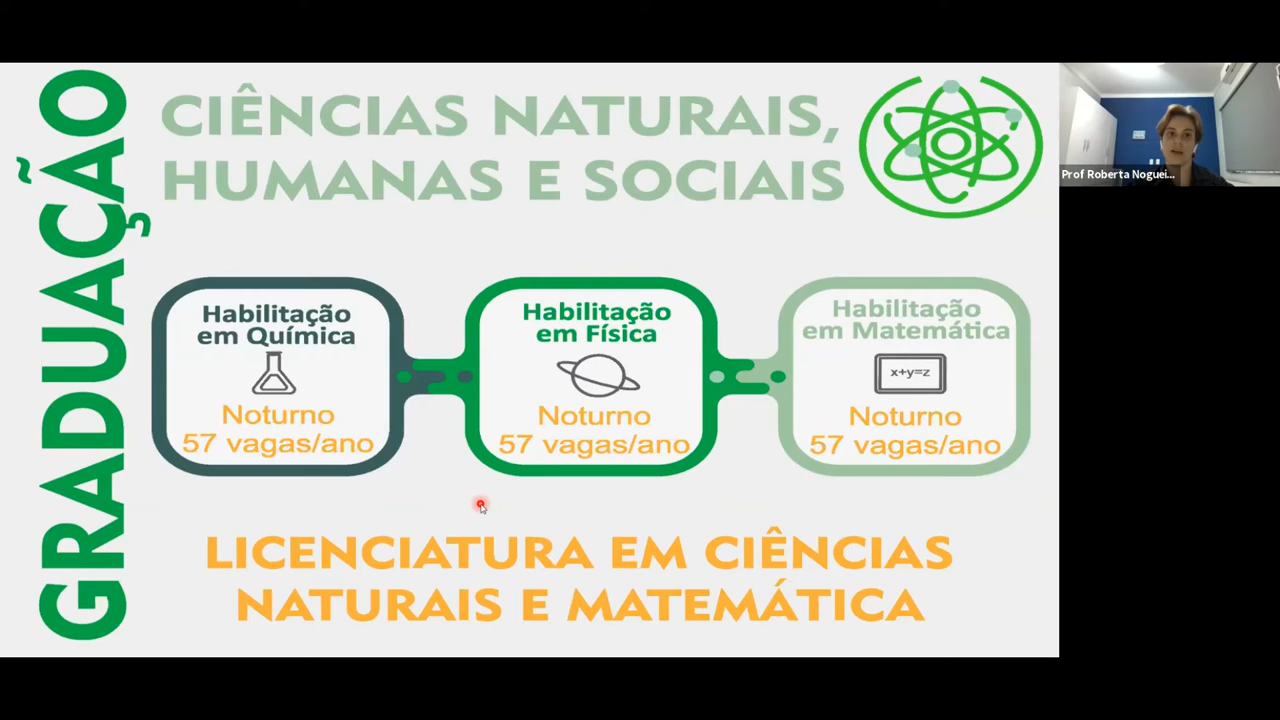 GRADUAÇÃO
CIÊNCIAS NATURAIS,
HUMANAS E SOCIAIS
Habilitação
em Química
Noturno
57 vagas/ano
Habilitação
em Física
Noturno
57 vagas/ano
Habilitação
em Matemática
x+y=z
Noturno
57 vagas/ano
LICENCIATURA EM CIÊNCIAS
NATURAIS E MATEMÁTICA
Prof Roberta Noguei...